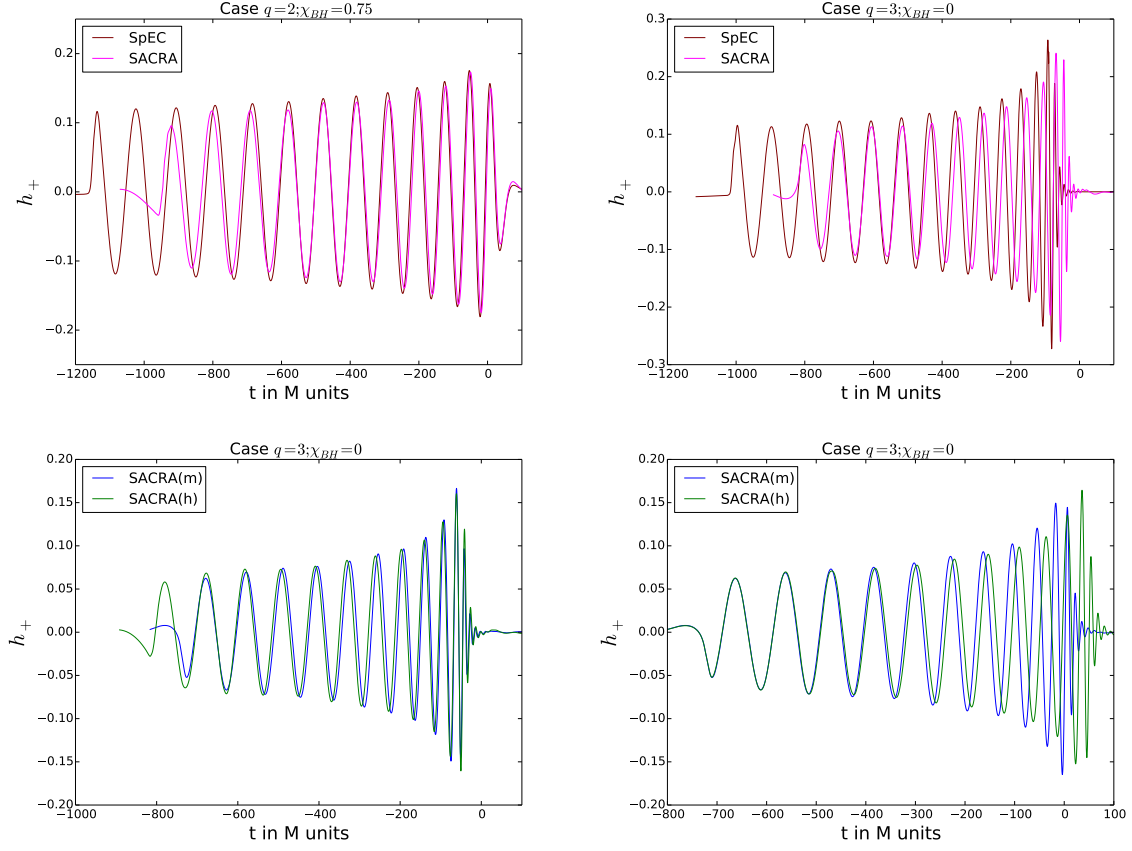 Case q=2;χ_BH=0.75
SpEC
SACRA
0.2
0.1
0.0
−0.1
−0.2
h_+
−1200 −1000 −800 −600 −400 −200 0
t in M units
Case q=3;χ_BH=0
SpEC
SACRA
0.3
0.2
0.1
0.0
−0.1
−0.2
−0.3
h_+
−1200 −1000 −800 −600 −400 −200 0
t in M units
Case q=3;χ_BH=0
SACRA(m)
SACRA(h)
0.20
0.15
0.10
0.05
0.00
−0.05
−0.10
−0.15
−0.20
h_+
−1000 −800 −600 −400 −200 0
t in M units
Case q=3;χ_BH=0
SACRA(m)
SACRA(h)
0.20
0.15
0.10
0.05
0.00
−0.05
−0.10
−0.15
−0.20
h_+
−800 −700 −600 −500 −400 −300 −200 −100 0 100
t in M units